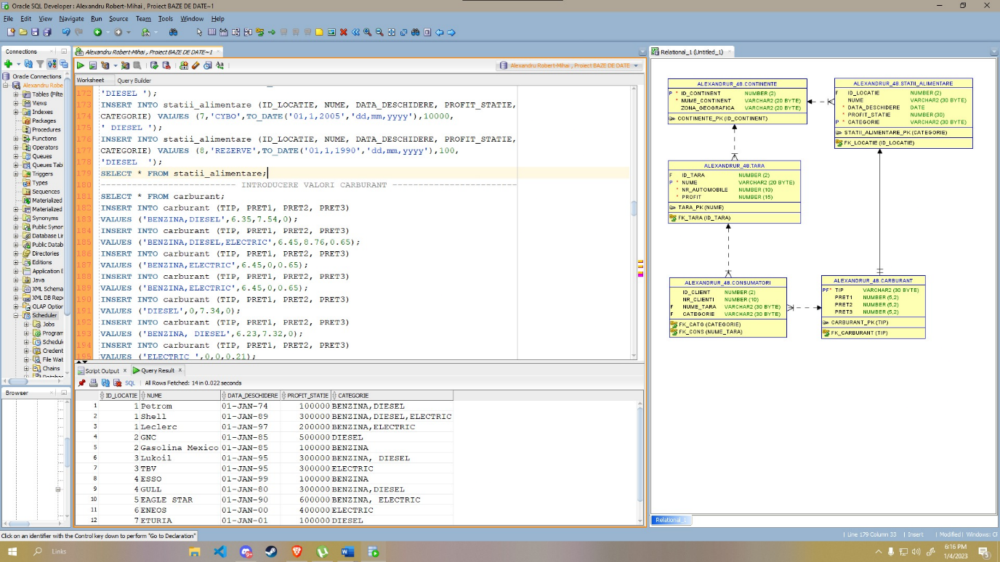 Oracle SQL Developer : Alexandru Robert-Mihai , Proiect BAZE DE DATE~1
File Edit View Navigate Run Source Team Tools Window Help
Connections
Oracle Connections
Alexandru Robe
Tables (Filte
Views
Indexes
Packages
Procedures
Functions
Operators
Queues
Queues Tab
Triggers
Types
Sequences
Materialized
Materialized
Synonyms
Public Synon
Database Lin
Public Datab
Directories
Editions
Application E
Java
XML Schema
XML DB Repo
OLAP Option
Scheduler
Jobs
Program
Schedul
Credent
File Wat
Chains
Browser
Alexandru Robert-Mihai , Proiect BAZE DE DATE~1
Alexandru Robert-Mihai , Proiect BAZE DE DATE
Worksheet Query Builder
172 'DIESEL ');
173 INSERT INTO statii_alimentare (ID_LOCATIE, NUME, DATA_DESCHIDERE, PROFIT_STATIE,
174 CATEGORIE) VALUES (7,'CYBO',TO_DATE('01,1,2005','dd,mm,yyyy'),10000,
175 ' DIESEL ');
176 INSERT INTO statii_alimentare (ID_LOCATIE, NUME, DATA_DESCHIDERE, PROFIT_STATIE,
177 CATEGORIE) VALUES (8,'REZERVE',TO_DATE('01,1,1990','dd,mm,yyyy'),100,
178 'DIESEL  ');
179 SELECT * FROM statii_alimentare;
180 -------------------------- INTRODUCERE VALORI CARBURANT ------------------------
181 SELECT * FROM carburant;
182 INSERT INTO carburant (TIP, PRET1, PRET2, PRET3)
183 VALUES ('BENZINA,DIESEL',6.35,7.54,0);
184 INSERT INTO carburant (TIP, PRET1, PRET2, PRET3)
185 VALUES ('BENZINA,DIESEL,ELECTRIC',6.45,8.76,0.65);
186 INSERT INTO carburant (TIP, PRET1, PRET2, PRET3)
187 VALUES ('BENZINA,ELECTRIC',6.45,0,0.65);
188 INSERT INTO carburant (TIP, PRET1, PRET2, PRET3)
189 VALUES ('BENZINA,ELECTRIC',6.45,0,0.65);
190 INSERT INTO carburant (TIP, PRET1, PRET2, PRET3)
191 VALUES ('DIESEL',0,7.34,0);
192 INSERT INTO carburant (TIP, PRET1, PRET2, PRET3)
193 VALUES ('BENZINA, DIESEL',6.23,7.32,0);
194 INSERT INTO carburant (TIP, PRET1, PRET2, PRET3)
195 VALUES ('ELECTRIC ',0,0,0.21);
Script Output x Query Result x
SQL All Rows Fetched: 14 in 0.022 seconds
ID_LOCATIE NUME DATA_DESCHIDERE PROFIT_STATIE CATEGORIE
1 1 Petrom 01-JAN-74 100000 BENZINA,DIESEL
2 1 Shell 01-JAN-89 300000 BENZINA,DIESEL,ELECTRIC
3 1 Leclerc 01-JAN-97 200000 BENZINA,ELECTRIC
4 2 GNC 01-JAN-85 500000 DIESEL
5 2 Gasolina Mexico 01-JAN-85 100000 BENZINA
6 3 Lukoil 01-JAN-95 300000 BENZINA, DIESEL
7 3 TBV 01-JAN-95 300000 ELECTRIC
8 4 ESSO 01-JAN-99 100000 BENZINA
9 4 GULL 01-JAN-80 300000 BENZINA,DIESEL
10 5 EAGLE STAR 01-JAN-90 600000 BENZINA, ELECTRIC
11 6 ENEOS 01-JAN-00 400000 ELECTRIC
12 7 ETURIA 01-JAN-01 100000 DIESEL
Relational_1 (Untitled_1)
ALEXANDRUR_48.CONTINENTE
P * ID_CONTINENT NUMBER (2)
* NUME_CONTINENT VARCHAR2 (20 BYTE)
ZONA_GEOGRAFICA VARCHAR2 (20 BYTE)
CONTINENTE_PK (ID_CONTINENT)
ALEXANDRUR_48.STATII_ALIMENTARE
F ID_LOCATIE NUMBER (2)
NUME VARCHAR2 (30 BYTE)
* DATA_DESCHIDERE DATE
* PROFIT_STATIE NUMBER (30)
P * CATEGORIE VARCHAR2 (30 BYTE)
STATII_ALIMENTARE_PK (CATEGORIE)
FK_LOCATIE (ID_LOCATIE)
ALEXANDRUR_48.TARA
F ID_TARA NUMBER (2)
P * NUME VARCHAR2 (20 BYTE)
* NR_AUTOMOBILE NUMBER (10)
* PROFIT NUMBER (15)
TARA_PK (NUME)
FK_TARA (ID_TARA)
ALEXANDRUR_48.CONSUMATORI
ID_CLIENT NUMBER (2)
NR_CLIENTI NUMBER (10)
F NUME_TARA VARCHAR2 (30 BYTE)
F CATEGORIE VARCHAR2 (30 BYTE)
FK_CATG (CATEGORIE)
FK_CONS (NUME_TARA)
ALEXANDRUR_48.CARBURANT
PF* TIP VARCHAR2 (30 BYTE)
PRET1 NUMBER (5,2)
PRET2 NUMBER (5,2)
PRET3 NUMBER (5,2)
CARBURANT_PK (TIP)
FK_CARBURANT (TIP)
Relational_1
Click on an identifier with the Control key down to perform "Go to Declaration"
Line 179 Column 33 | Insert | Modified | Windows: Cl
Links
6:16 PM
1/4/2023
5